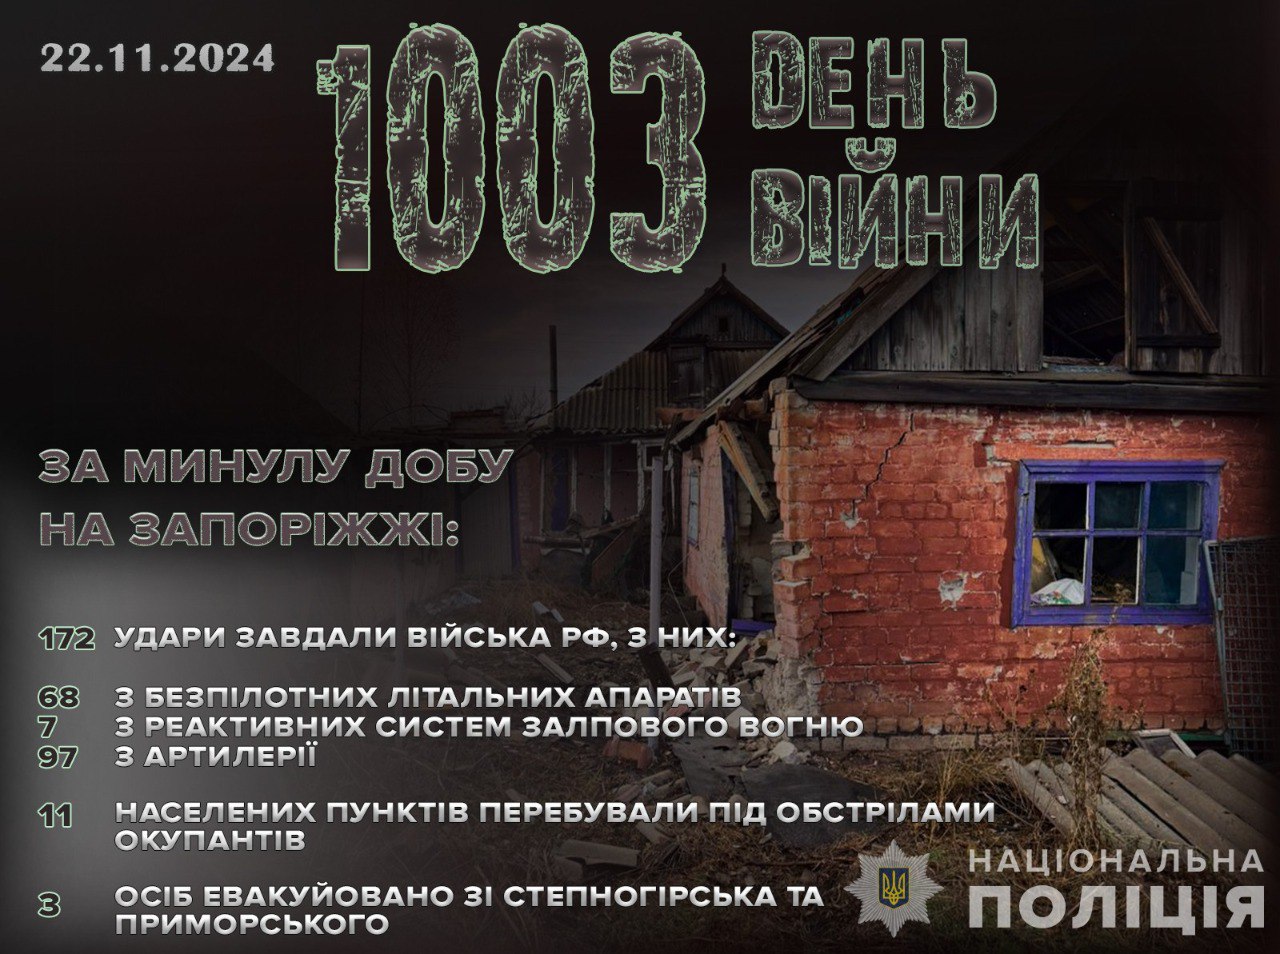 22.11.2024
1003 ДЕНЬ
ВІЙНИ
ЗА МИНУЛУ ДОБУ
НА ЗАПОРІЖЖІ:
172 УДАРИ ЗАВДАЛИ ВІЙСЬКА РФ, З НИХ:
68 З БЕЗПІЛОТНИХ ЛІТАЛЬНИХ АПАРАТІВ
7 З РЕАКТИВНИХ СИСТЕМ ЗАЛПОВОГО ВОГНЮ
97 З АРТИЛЕРІЇ
11 НАСЕЛЕНИХ ПУНКТІВ ПЕРЕБУВАЛИ ПІД ОБСТРІЛАМИ
ОКУПАНТІВ
3 ОСІБ ЕВАКУЙОВАНО ЗІ СТЕПНОГІРСЬКА ТА
ПРИМОРСЬКОГО
НАЦІОНАЛЬНА
ПОЛІЦІЯ